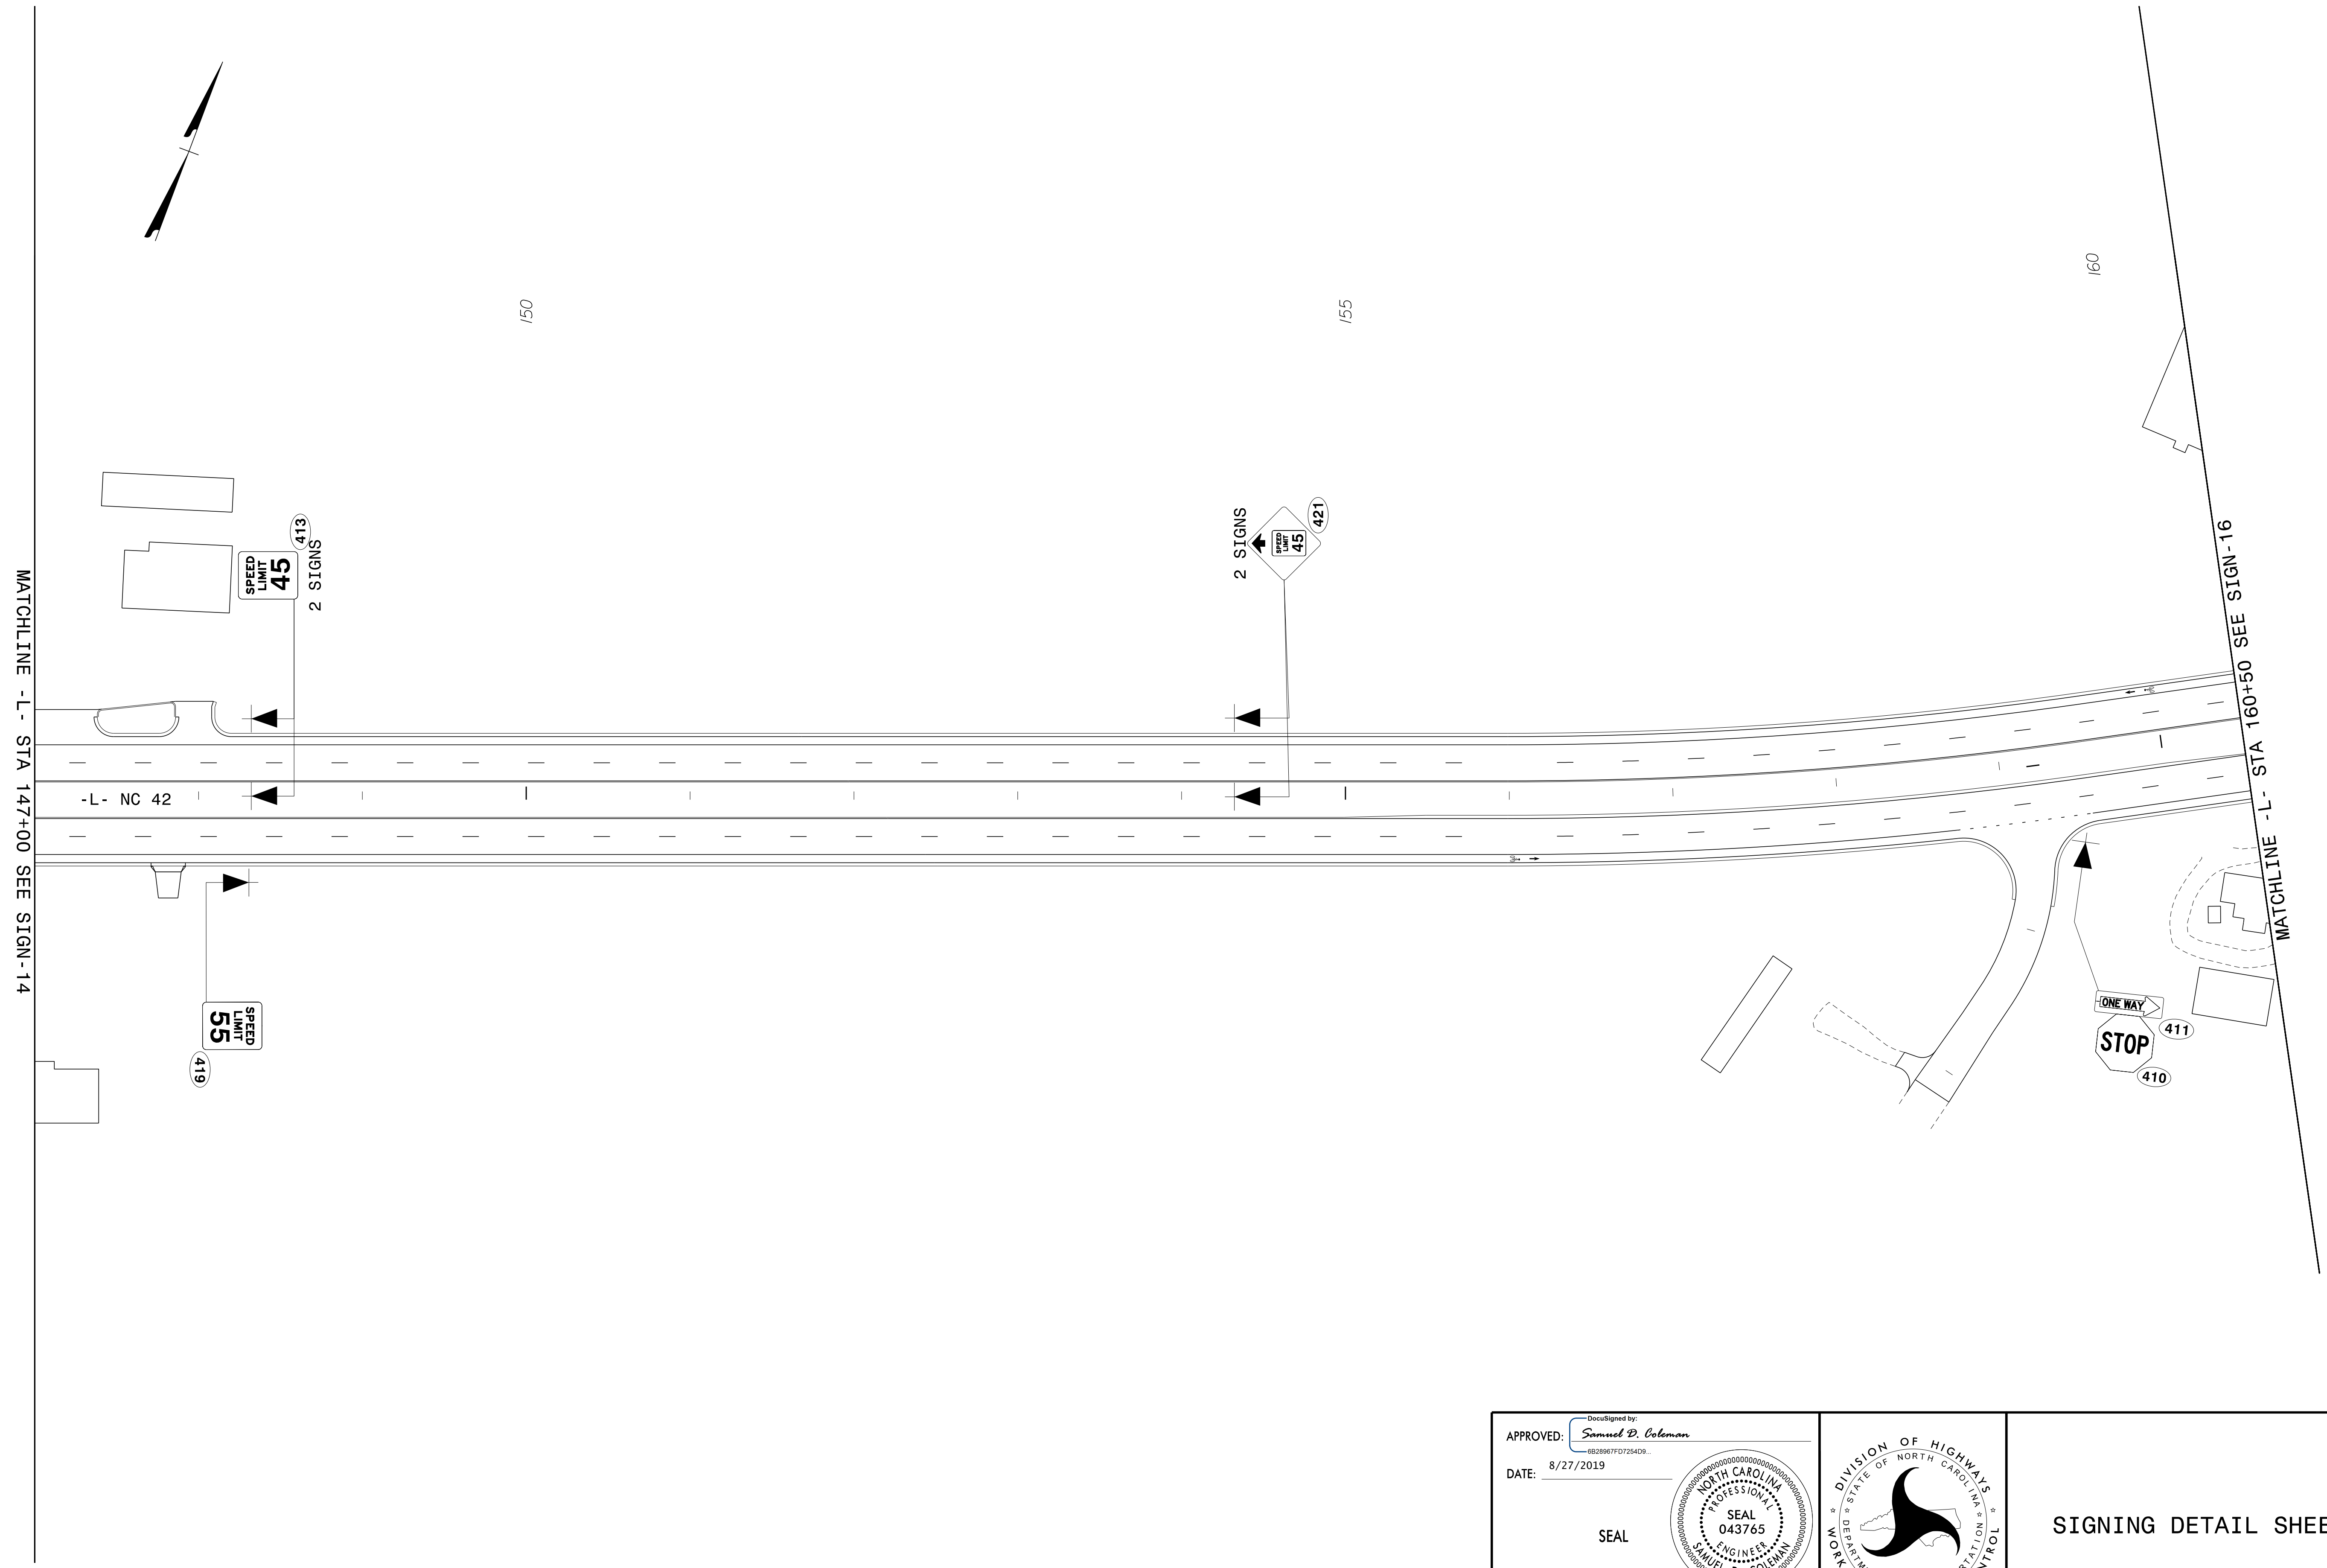 MATCHLINE -L- STA 147+00 SEE SIGN-14
150
155
160
413
SPEED
LIMIT
45
2 SIGNS
2 SIGNS
SPEED
LIMIT
45
421
-L- NC 42
SPEED
LIMIT
55
419
ONE WAY
411
STOP
410
MATCHLINE -L- STA 160+50 SEE SIGN-16
APPROVED:
DocuSigned by:
Samuel D. Coleman
6B28967FD7254D9...
DATE: 8/27/2019
SEAL
NORTH CAROLINA
PROFESSIONAL
SEAL
043765
ENGINEER
SAMUEL D. COLEMAN
DIVISION OF HIGHWAYS
STATE OF NORTH CAROLINA
SIGNING DETAIL SHEE